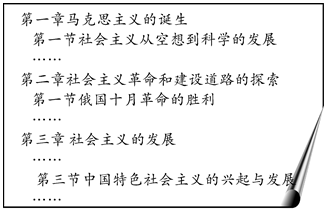 第一章马克思主义的诞生
第一节社会主义从空想到科学的发展
……
第二章社会主义革命和建设道路的探索
第一节俄国十月革命的胜利
……
第三章 社会主义的发展
……
第三节中国特色社会主义的兴起与发展
……